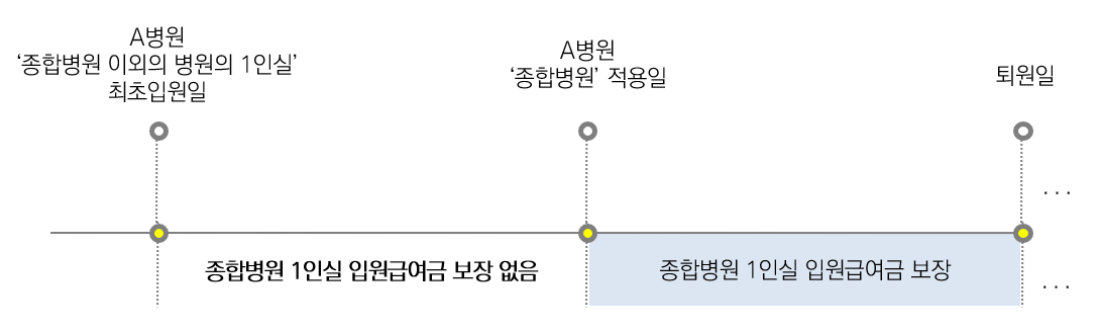 A병원
‘종합병원 이외의 병원의 1인실’
최초입원일
A병원
‘종합병원’ 적용일
퇴원일
...
종합병원 1인실 입원급여금 보장 없음
종합병원 1인실 입원급여금 보장
...